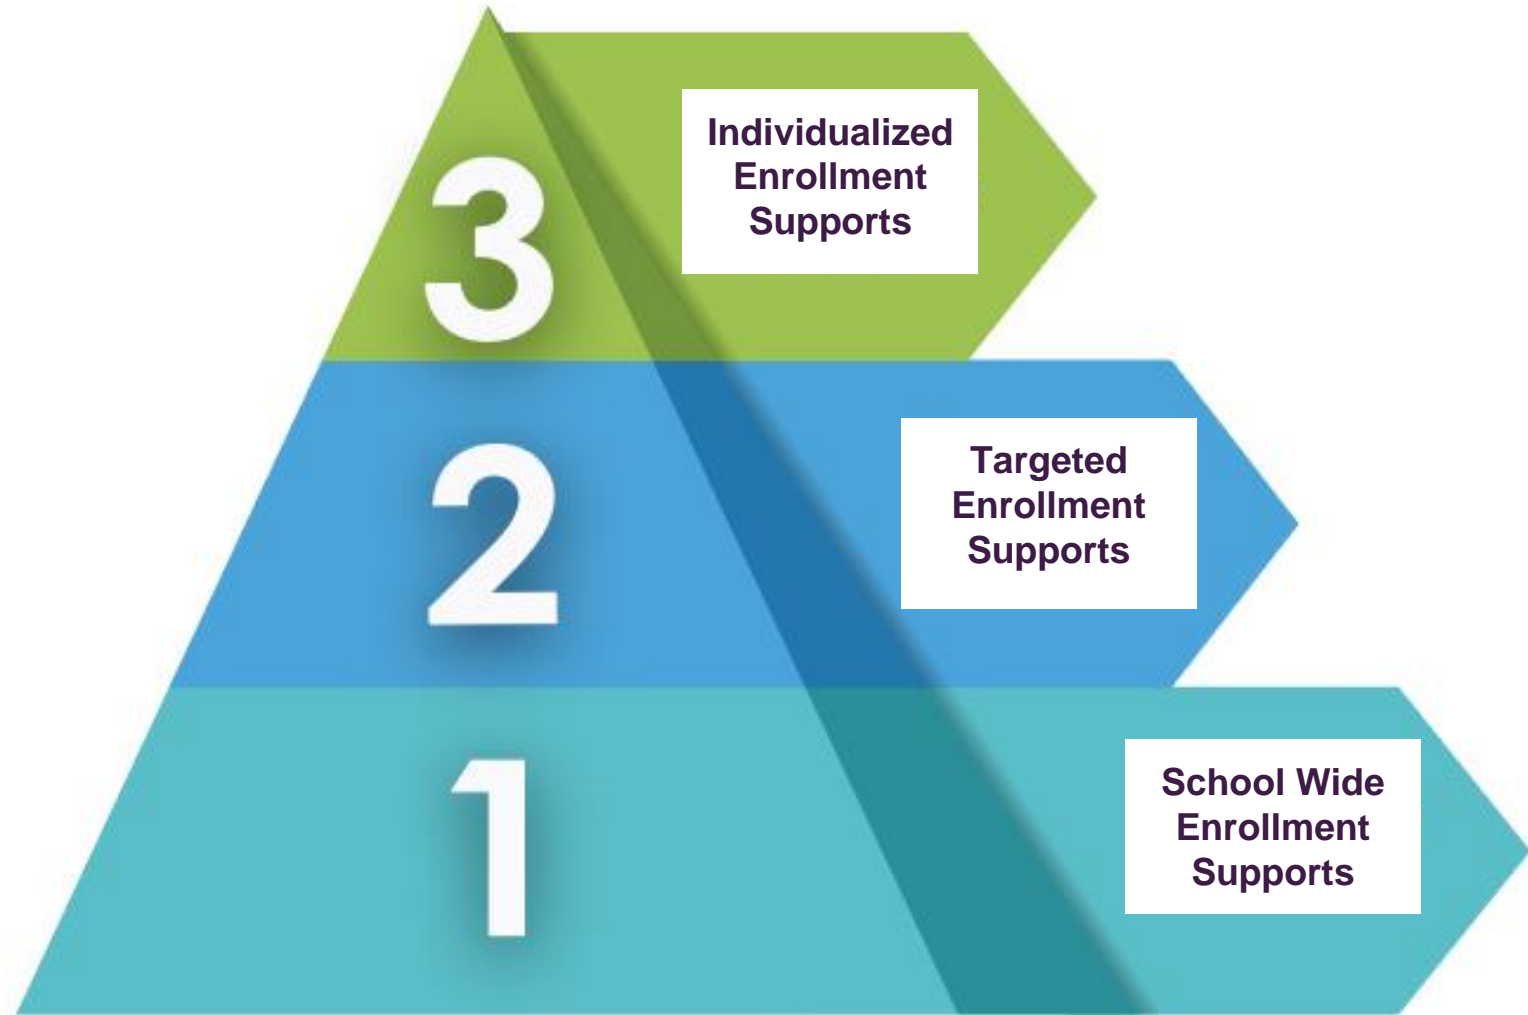 3
Individualized
Enrollment
Supports
2
Targeted
Enrollment
Supports
1
School Wide
Enrollment
Supports